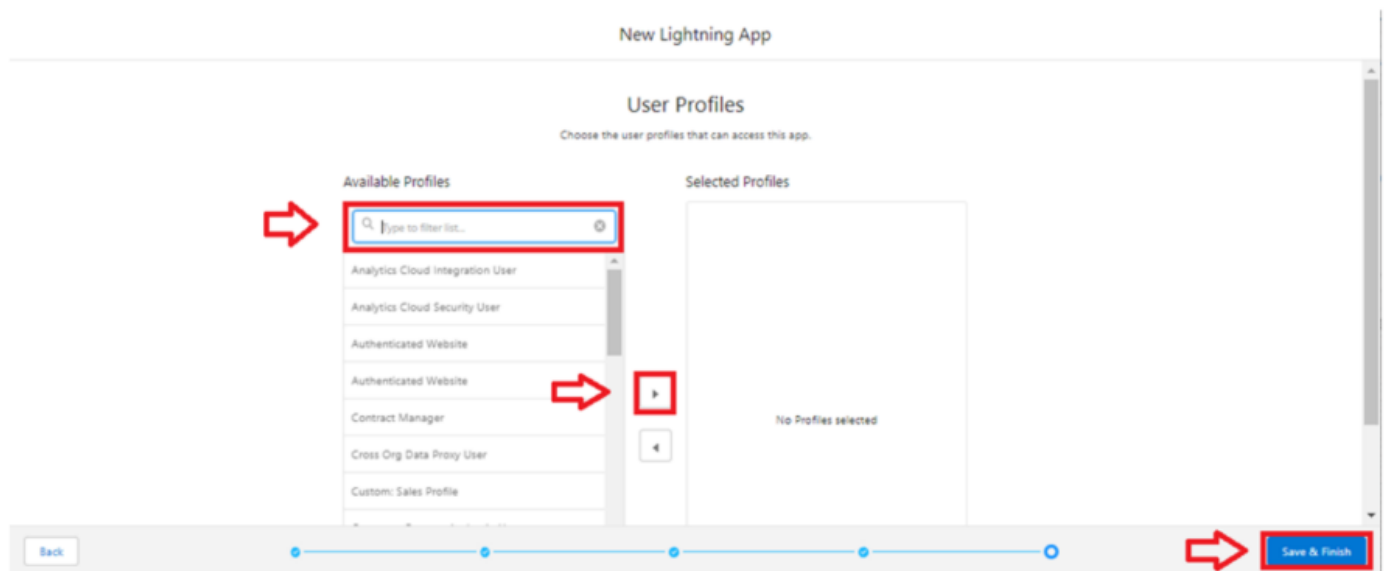 New Lightning App
User Profiles
Choose the user profiles that can access this app.
Available Profiles
Selected Profiles
Type to filter list...
Analytics Cloud Integration User
Analytics Cloud Security User
Authenticated Website
Authenticated Website
Contract Manager
Cross Org Data Proxy User
Custom: Sales Profile
No Profiles selected
Back
Save & Finish